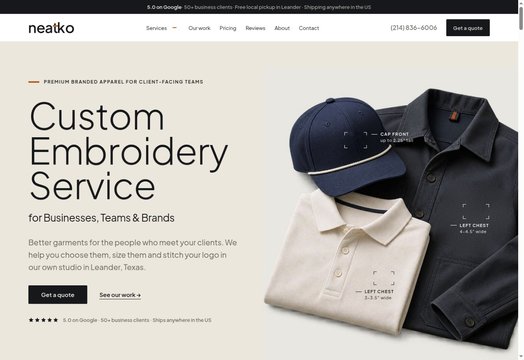 5.0 on Google · 50+ business clients · Free local pickup in Leander · Shipping anywhere in the US
neatko
Services
Our work
Pricing
Reviews
About
Contact
(214) 836-6006
Get a quote
PREMIUM BRANDED APPAREL FOR CLIENT-FACING TEAMS
Custom
Embroidery
Service
for Businesses, Teams & Brands
Better garments for the people who meet your clients. We
help you choose them, size them and stitch your logo in
our own studio in Leander, Texas.
Get a quote
See our work →
★★★★★ 5.0 on Google · 50+ business clients · Ships anywhere in the US
CAP FRONT
up to 2.25" tall
LEFT CHEST
4–4.5" wide
LEFT CHEST
3–3.5" wide